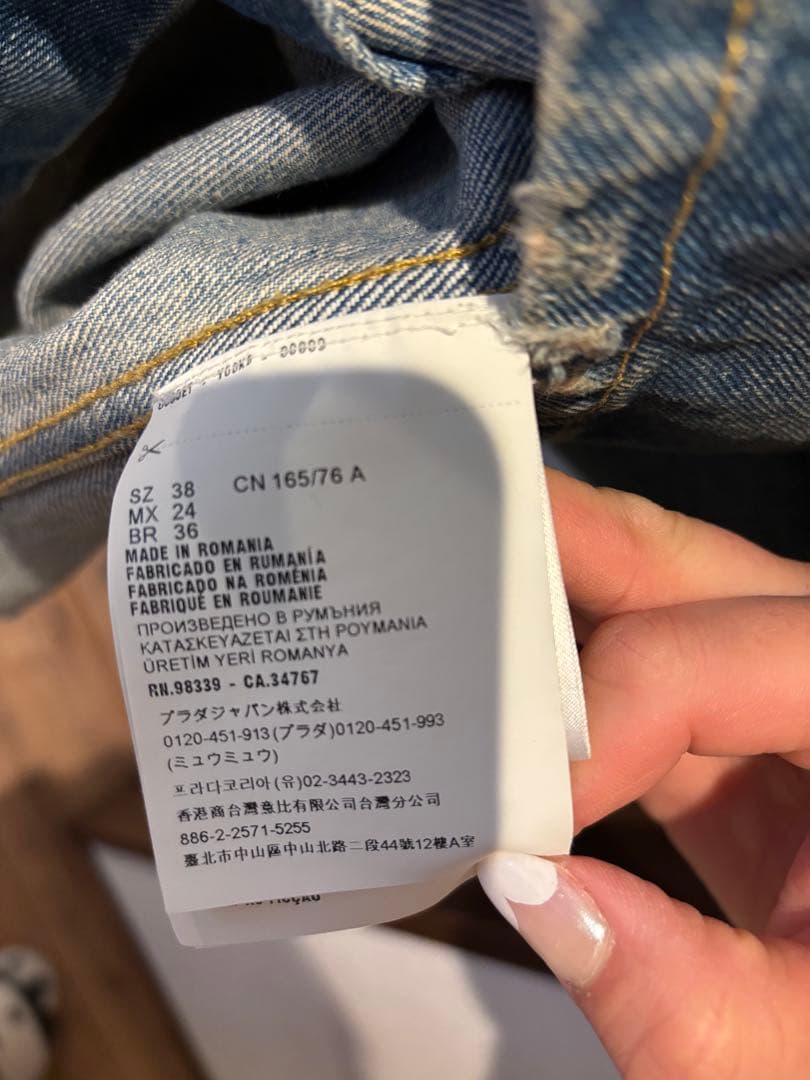 SZ 38 CN 165/76 A
MX 24
BR 36
MADE IN ROMANIA
FABRICADO EN RUMANÍA
FABRICADO NA ROMÉNIA
FABRIQUÉ EN ROUMANIE
ПРОИЗВЕДЕНО В РУМЪНИЯ
ΚΑΤΑΣΚΕΥΑΖΕΤΑΙ ΣΤΗ ΡΟΥΜΑΝΙΑ
ÜRETİM YERİ ROMANYA
RN.98339 - CA.34767
プラダジャパン株式会社
0120-451-913(プラダ)0120-451-993
(ミュウミュウ)
프라다코리아(유)02-3443-2323
香港商台灣意比有限公司台灣分公司
886-2-2571-5255
臺北市中山區中山北路二段44號12樓A室